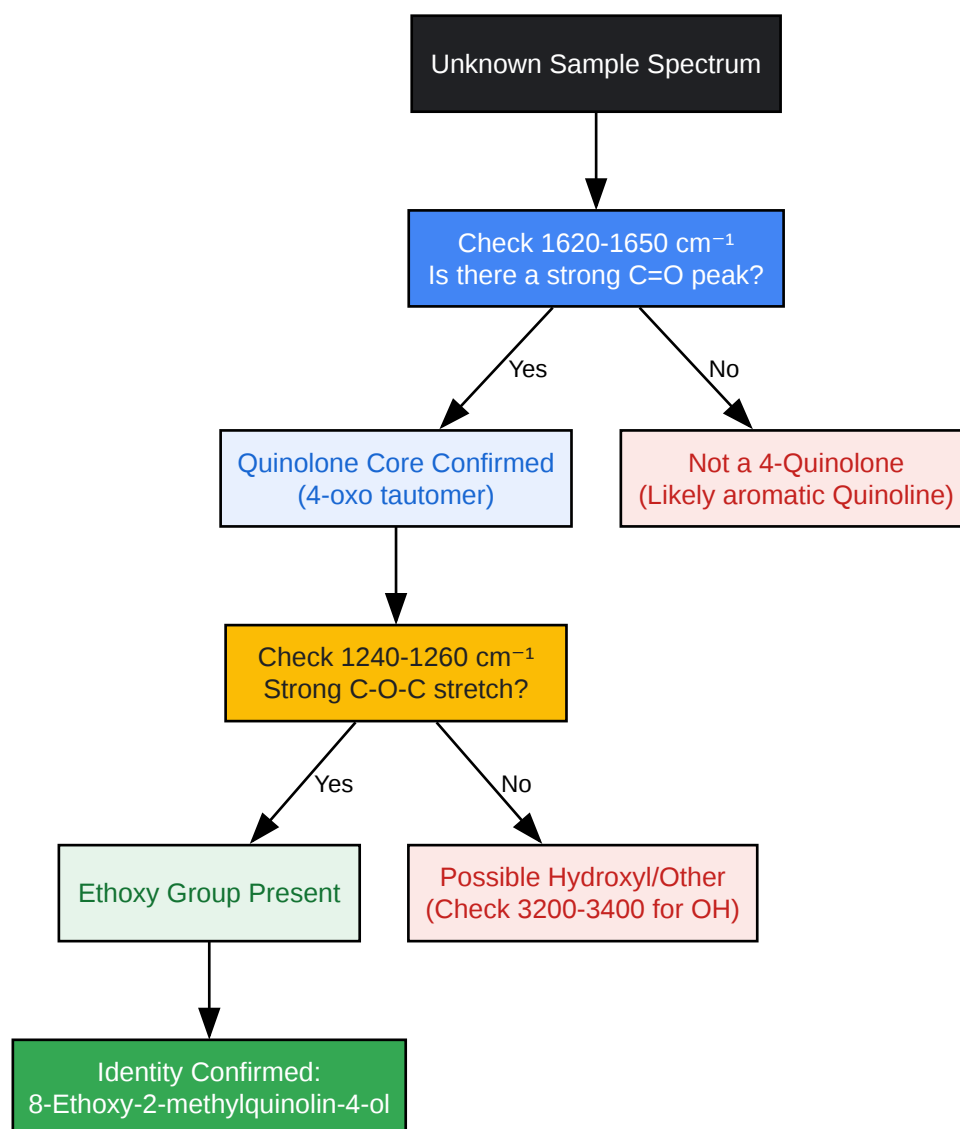 Unknown Sample Spectrum
Check 1620-1650 cm⁻¹
Is there a strong C=O peak?
Yes
No
Quinolone Core Confirmed
(4-oxo tautomer)
Not a 4-Quinolone
(Likely aromatic Quinoline)
Check 1240-1260 cm⁻¹
Strong C-O-C stretch?
Yes
No
Ethoxy Group Present
Possible Hydroxyl/Other
(Check 3200-3400 for OH)
Identity Confirmed:
8-Ethoxy-2-methylquinolin-4-ol